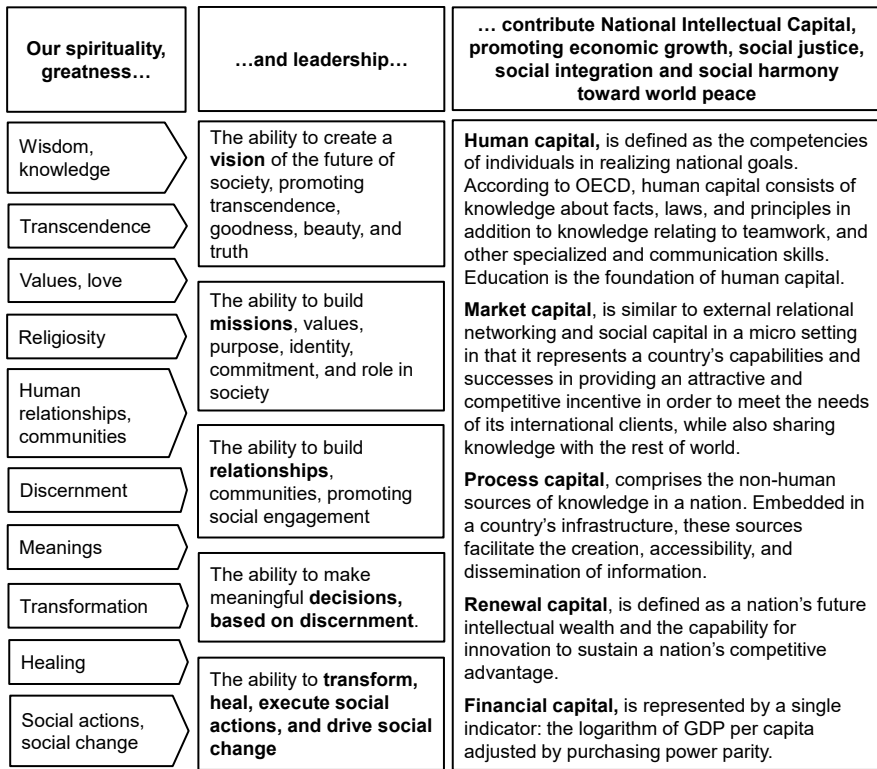 Our spirituality,
greatness…
…and leadership…
… contribute National Intellectual Capital,
promoting economic growth, social justice,
social integration and social harmony
toward world peace
Wisdom,
knowledge
Transcendence
Values, love
Religiosity
Human
relationships,
communities
Discernment
Meanings
Transformation
Healing
Social actions,
social change
The ability to create a
vision of the future of
society, promoting
transcendence,
goodness, beauty, and
truth
The ability to build
missions, values,
purpose, identity,
commitment, and role in
society
The ability to build
relationships,
communities, promoting
social engagement
The ability to make
meaningful decisions,
based on discernment.
The ability to transform,
heal, execute social
actions, and drive social
change
Human capital, is defined as the competencies
of individuals in realizing national goals.
According to OECD, human capital consists of
knowledge about facts, laws, and principles in
addition to knowledge relating to teamwork, and
other specialized and communication skills.
Education is the foundation of human capital.
Market capital, is similar to external relational
networking and social capital in a micro setting
in that it represents a country’s capabilities and
successes in providing an attractive and
competitive incentive in order to meet the needs
of its international clients, while also sharing
knowledge with the rest of world.
Process capital, comprises the non-human
sources of knowledge in a nation. Embedded in
a country’s infrastructure, these sources
facilitate the creation, accessibility, and
dissemination of information.
Renewal capital, is defined as a nation’s future
intellectual wealth and the capability for
innovation to sustain a nation’s competitive
advantage.
Financial capital, is represented by a single
indicator: the logarithm of GDP per capita
adjusted by purchasing power parity.